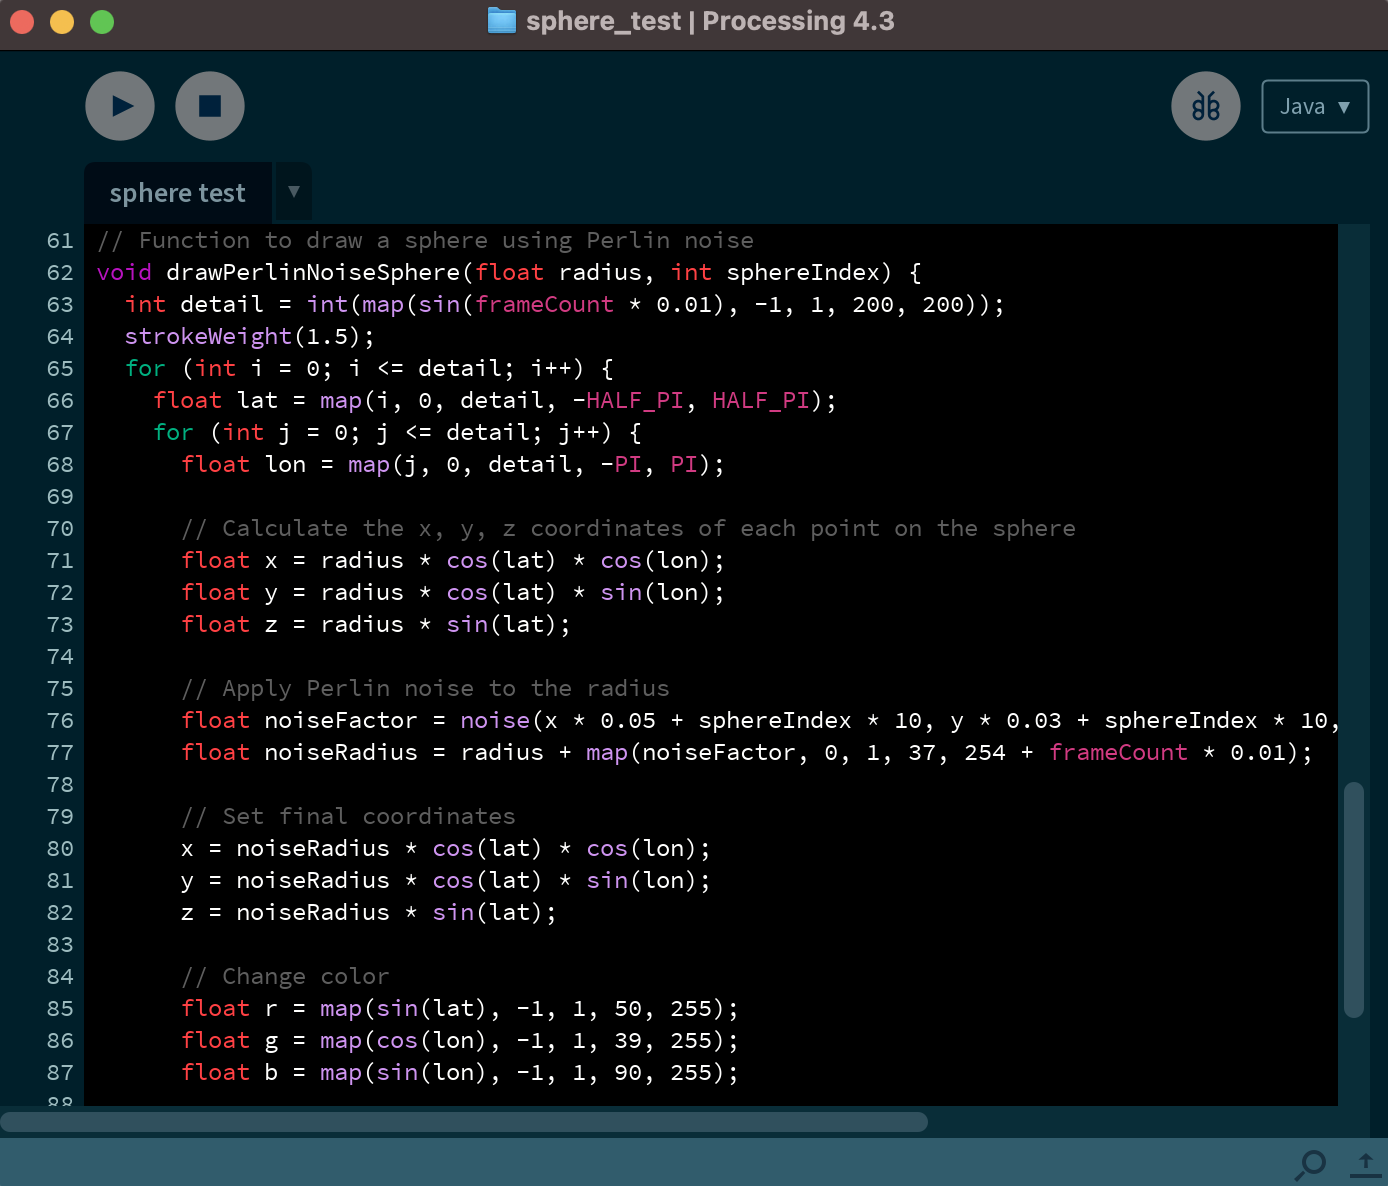 sphere_test | Processing 4.3
Java ▼
sphere test ▼
61 // Function to draw a sphere using Perlin noise
62 void drawPerlinNoiseSphere(float radius, int sphereIndex) {
63   int detail = int(map(sin(frameCount * 0.01), -1, 1, 200, 200));
64   strokeWeight(1.5);
65   for (int i = 0; i <= detail; i++) {
66     float lat = map(i, 0, detail, -HALF_PI, HALF_PI);
67     for (int j = 0; j <= detail; j++) {
68       float lon = map(j, 0, detail, -PI, PI);
69
70       // Calculate the x, y, z coordinates of each point on the sphere
71       float x = radius * cos(lat) * cos(lon);
72       float y = radius * cos(lat) * sin(lon);
73       float z = radius * sin(lat);
74
75       // Apply Perlin noise to the radius
76       float noiseFactor = noise(x * 0.05 + sphereIndex * 10, y * 0.03 + sphereIndex * 10,
77       float noiseRadius = radius + map(noiseFactor, 0, 1, 37, 254 + frameCount * 0.01);
78
79       // Set final coordinates
80       x = noiseRadius * cos(lat) * cos(lon);
81       y = noiseRadius * cos(lat) * sin(lon);
82       z = noiseRadius * sin(lat);
83
84       // Change color
85       float r = map(sin(lat), -1, 1, 50, 255);
86       float g = map(cos(lon), -1, 1, 39, 255);
87       float b = map(sin(lon), -1, 1, 90, 255);
88